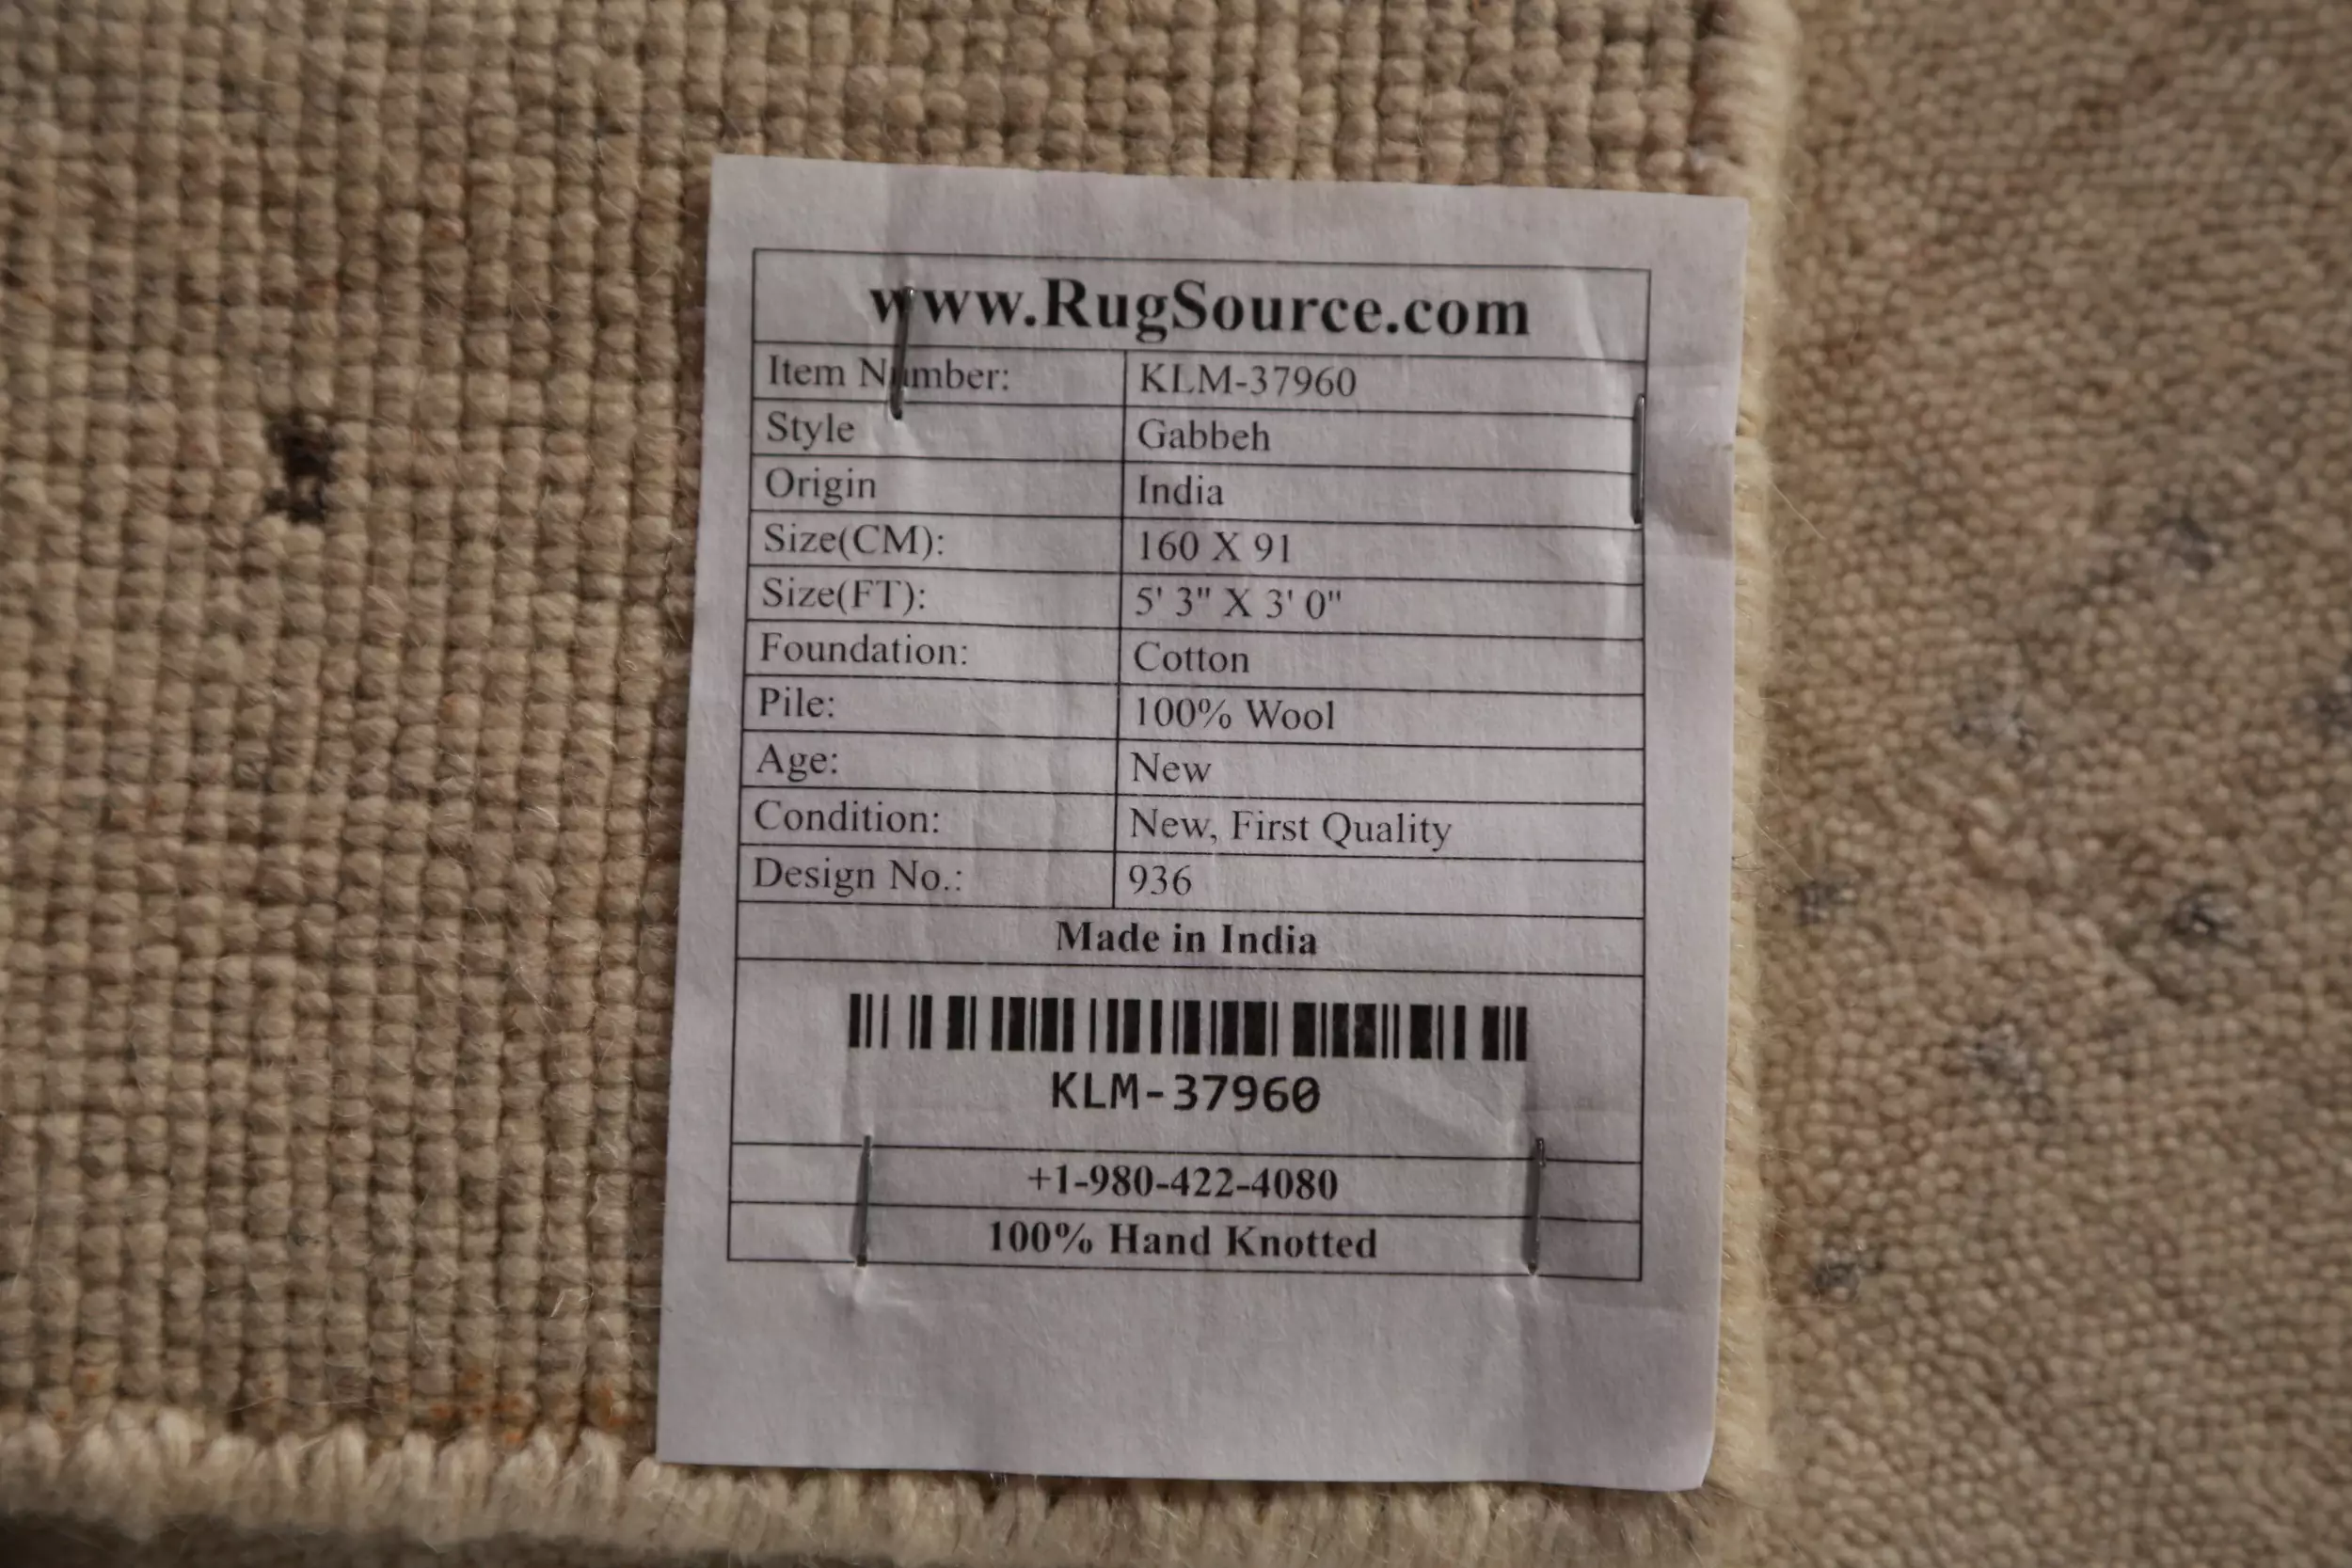 www.RugSource.com
Item Number: KLM-37960
Style Gabbeh
Origin India
Size(CM): 160 X 91
Size(FT): 5' 3" X 3' 0"
Foundation: Cotton
Pile: 100% Wool
Age: New
Condition: New, First Quality
Design No.: 936
Made in India
KLM-37960
+1-980-422-4080
100% Hand Knotted